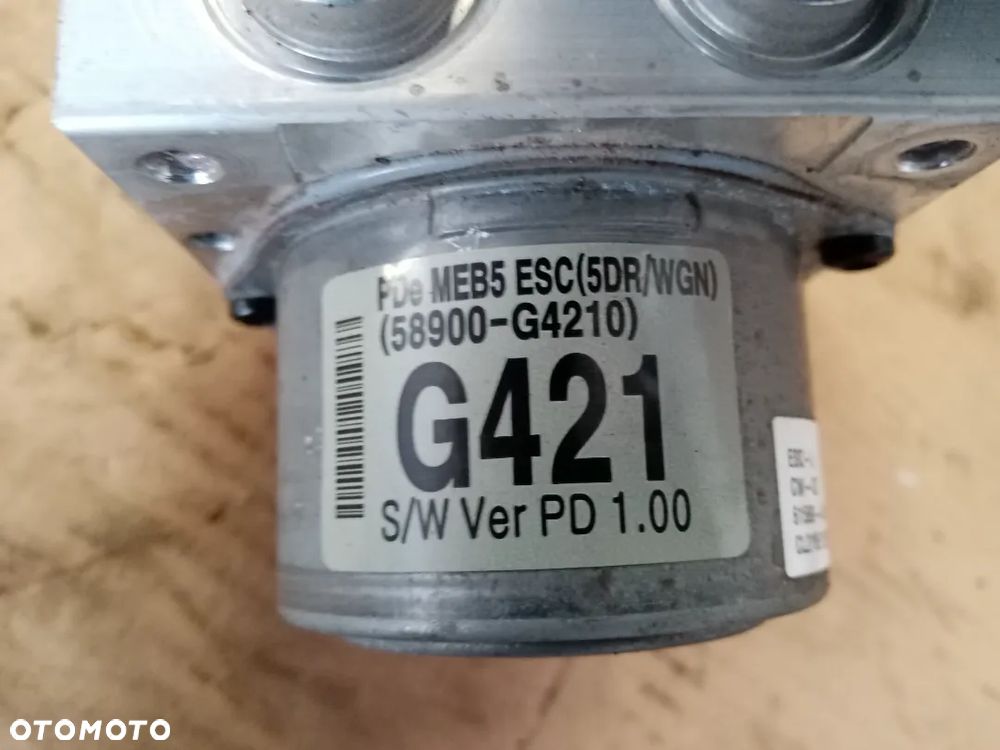 PDe MEB5 ESC(5DR/WGN)
(58900-G4210)
G421
S/W Ver PD 1.00
OTOMOTO